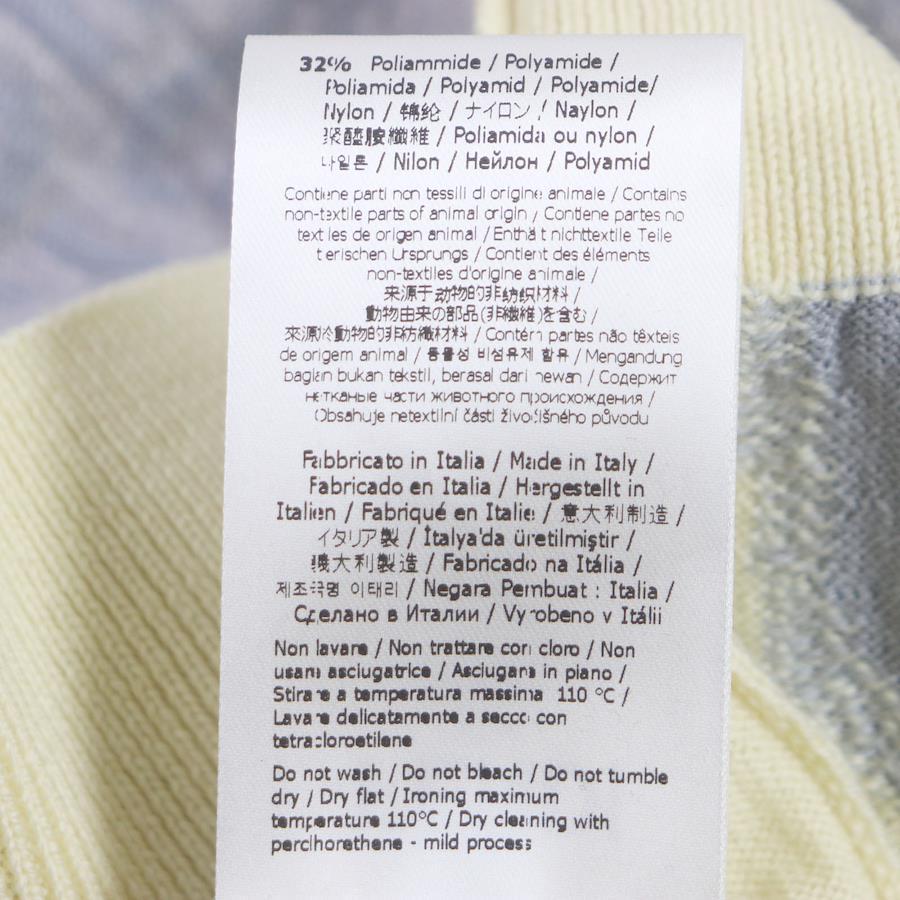 32% Poliammide / Polyamide /
Poliamida / Polyamid / Polyamide/
Nylon / 锦纶 / ナイロン / Naylon /
聚醯胺纖維 / Poliamida ou nylon /
나일론 / Nilon / Нейлон / Polyamid
Contiene parti non tessili di origine animale / Contains
non-textile parts of animal origin / Contiene partes no
textiles de origen animal / Enthält nichttextile Teile
tierischen Ursprungs / Contient des éléments
non-textiles d'origine animale /
来源于动物的非纺织材料 /
動物由来の部品(非繊維)を含む /
來源於動物的非紡織材料 / Contém partes não têxteis
de origem animal / 동물성 비섬유제 함유 / Mengandung
bagian bukan tekstil, berasal dari hewan / Содержит
нетканые части животного происхождения /
Obsahuje netextilní části živočišného původu
Fabbricato in Italia / Made in Italy /
Fabricado en Italia / Hergestellt in
Italien / Fabriqué en Italie / 意大利制造 /
イタリア製 / İtalya'da üretilmiştir /
義大利製造 / Fabricado na Itália /
제조국명 이태리 / Negara Pembuat : Italia /
Сделано в Италии / Vyrobeno v Itálii
Non lavare / Non trattare con cloro / Non
usare asciugatrice / Asciugare in piano /
Stirare a temperatura massima 110 °C /
Lavare delicatamente a secco con
tetracloroetilene
Do not wash / Do not bleach / Do not tumble
dry / Dry flat / Ironing maximum
temperature 110°C / Dry cleaning with
perclhorethene - mild process